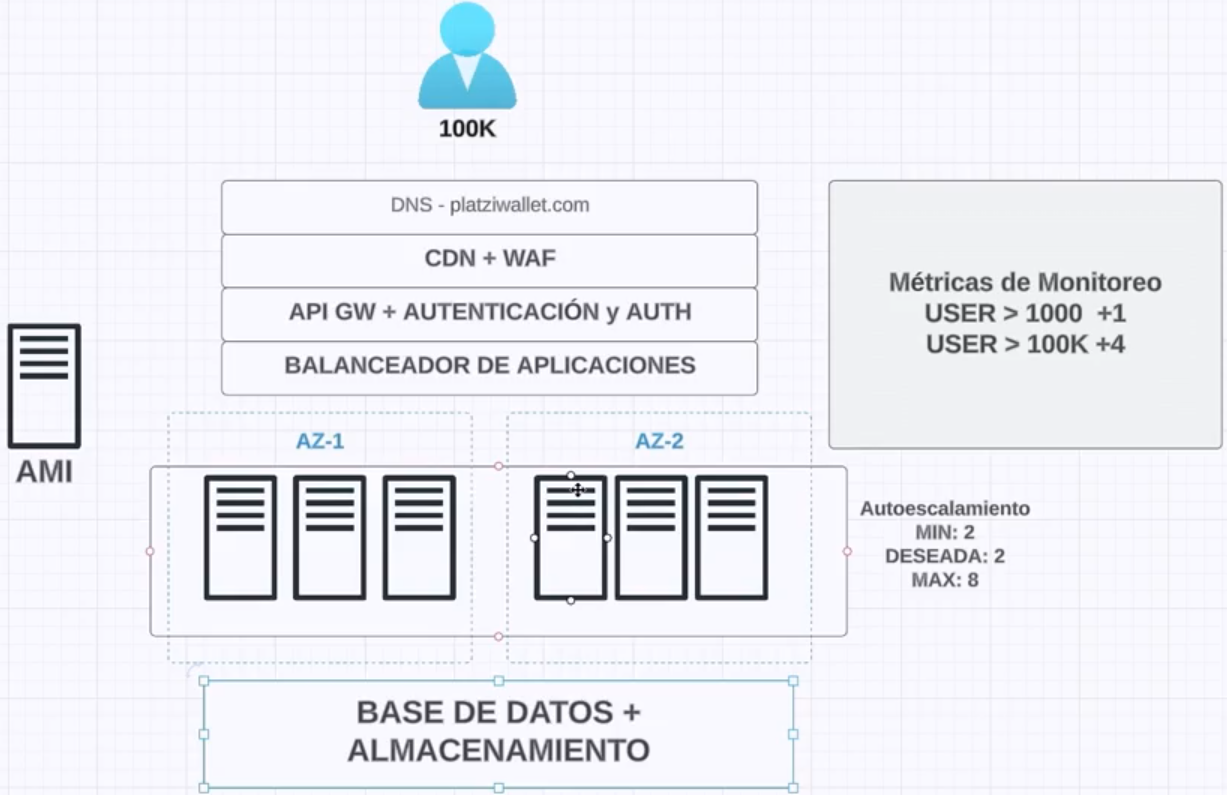 100K
DNS - platziwallet.com
CDN + WAF
API GW + AUTENTICACIÓN y AUTH
BALANCEADOR DE APLICACIONES
Métricas de Monitoreo
USER > 1000 +1
USER > 100K +4
AMI
AZ-1
AZ-2
Autoescalamiento
MIN: 2
DESEADA: 2
MAX: 8
BASE DE DATOS +
ALMACENAMIENTO